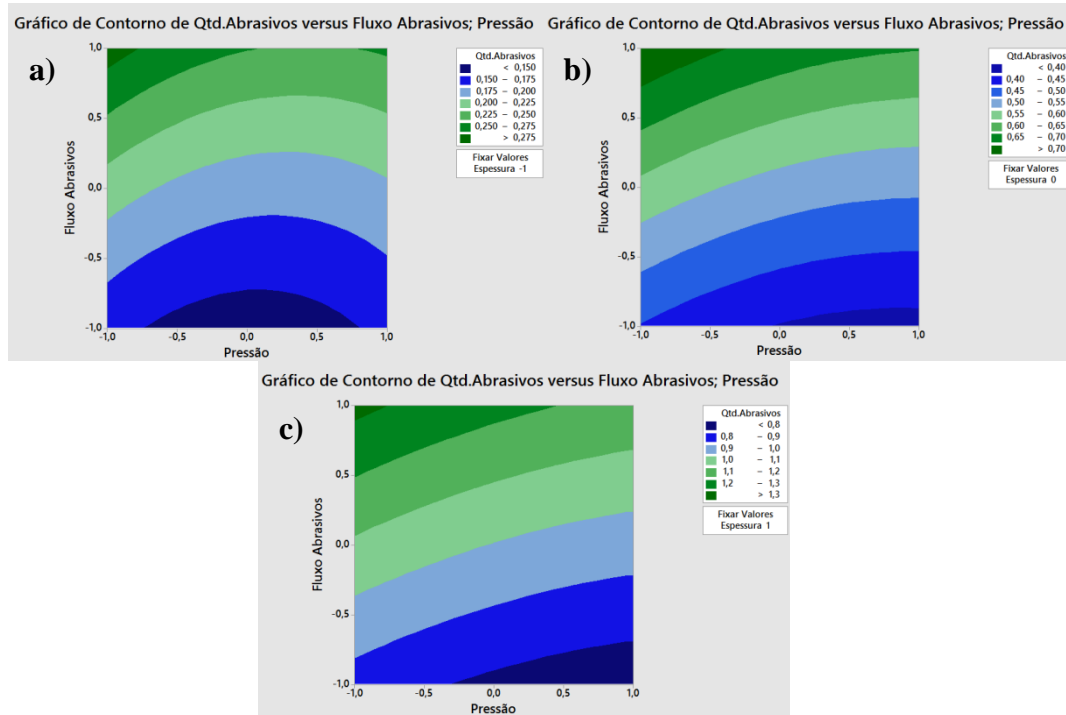 Gráfico de Contorno de Qtd.Abrasivos versus Fluxo Abrasivos; Pressão
a)
Qtd.Abrasivos
< 0,150
0,150 – 0,175
0,175 – 0,200
0,200 – 0,225
0,225 – 0,250
0,250 – 0,275
> 0,275
Fixar Valores
Espessura -1
Fluxo Abrasivos
1,0
0,5
0,0
-0,5
-1,0
-1,0 -0,5 0,0 0,5 1,0
Pressão
Gráfico de Contorno de Qtd.Abrasivos versus Fluxo Abrasivos; Pressão
b)
Qtd.Abrasivos
< 0,40
0,40 – 0,45
0,45 – 0,50
0,50 – 0,55
0,55 – 0,60
0,60 – 0,65
0,65 – 0,70
> 0,70
Fixar Valores
Espessura 0
Fluxo Abrasivos
1,0
0,5
0,0
-0,5
-1,0
-1,0 -0,5 0,0 0,5 1,0
Pressão
Gráfico de Contorno de Qtd.Abrasivos versus Fluxo Abrasivos; Pressão
c)
Qtd.Abrasivos
< 0,8
0,8 – 0,9
0,9 – 1,0
1,0 – 1,1
1,1 – 1,2
1,2 – 1,3
> 1,3
Fixar Valores
Espessura 1
Fluxo Abrasivos
1,0
0,5
0,0
-0,5
-1,0
-1,0 -0,5 0,0 0,5 1,0
Pressão